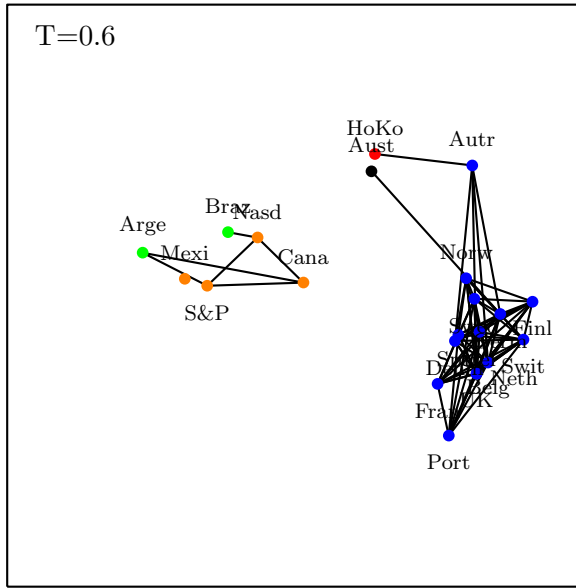 T=0.6
HoKo
Aust
Autr
Braz
Nasd
Arge
Mexi
Cana
Norw
S&P
Finl
Swit
Neth
Belg
UK
Fran
Port